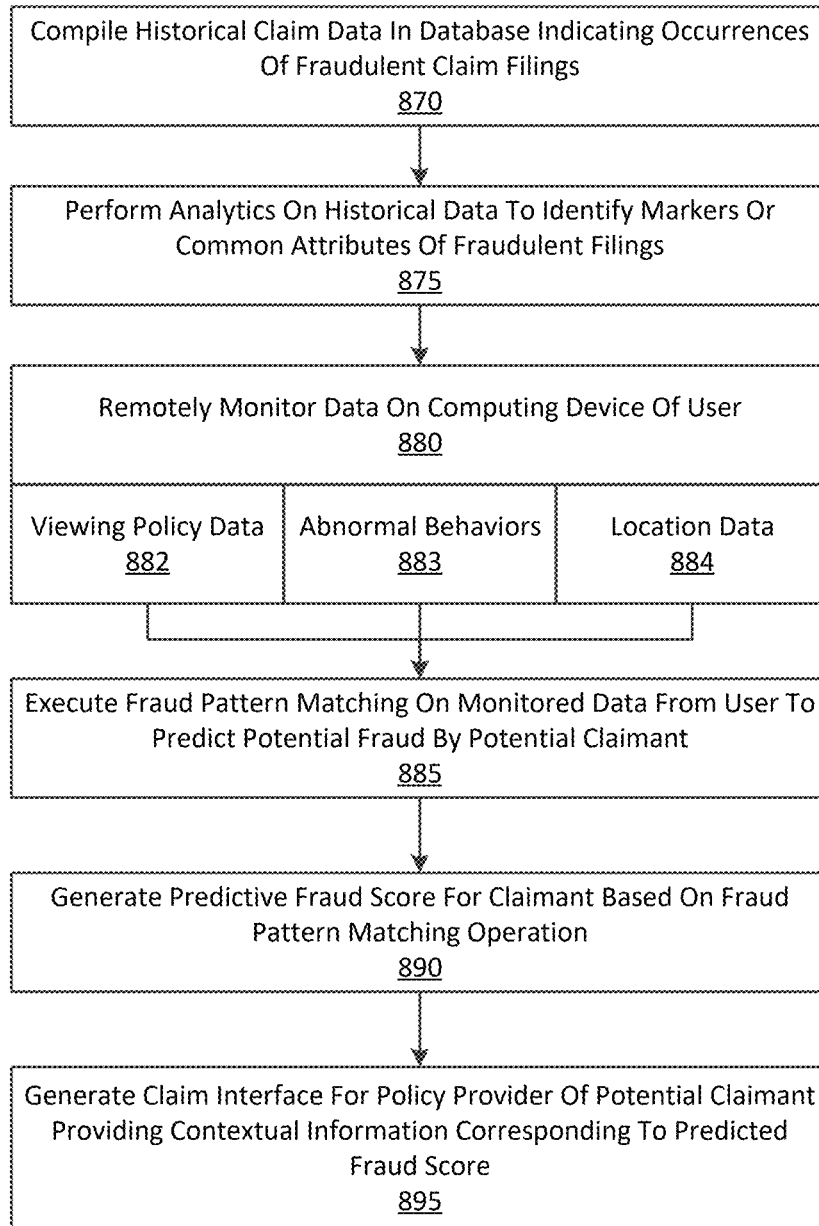 Compile Historical Claim Data In Database Indicating Occurrences
Of Fraudulent Claim Filings
870
Perform Analytics On Historical Data To Identify Markers Or
Common Attributes Of Fraudulent Filings
875
Remotely Monitor Data On Computing Device Of User
880
Viewing Policy Data
882
Abnormal Behaviors
883
Location Data
884
Execute Fraud Pattern Matching On Monitored Data From User To
Predict Potential Fraud By Potential Claimant
885
Generate Predictive Fraud Score For Claimant Based On Fraud
Pattern Matching Operation
890
Generate Claim Interface For Policy Provider Of Potential Claimant
Providing Contextual Information Corresponding To Predicted
Fraud Score
895